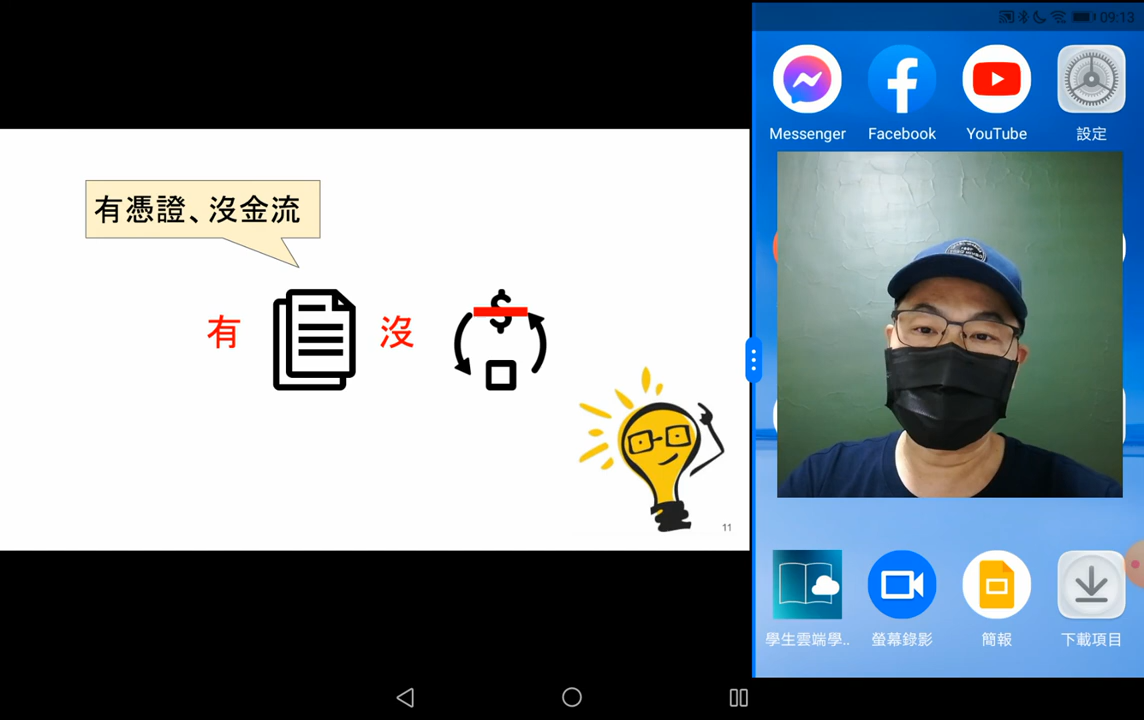 有憑證、沒金流
有
沒
$
11
09:13
Messenger
Facebook
YouTube
設定
學生雲端學..
螢幕錄影
簡報
下載項目